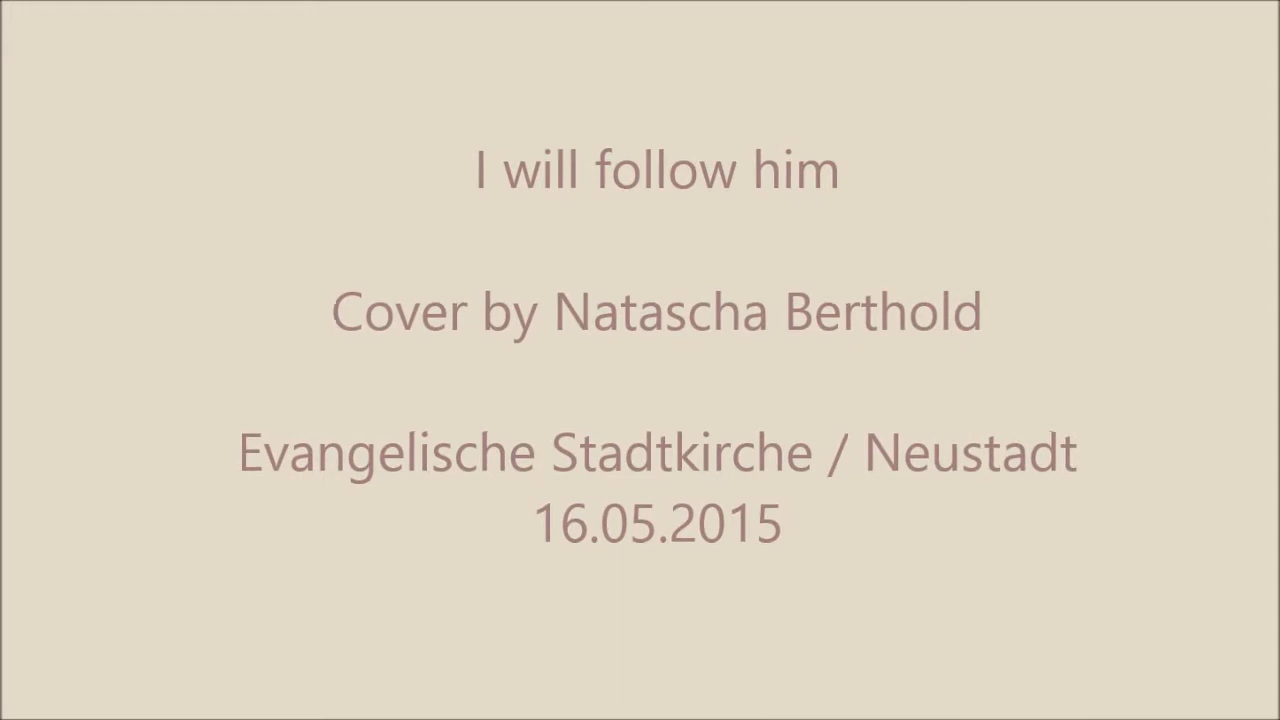 I will follow him
Cover by Natascha Berthold
Evangelische Stadtkirche / Neustadt
16.05.2015